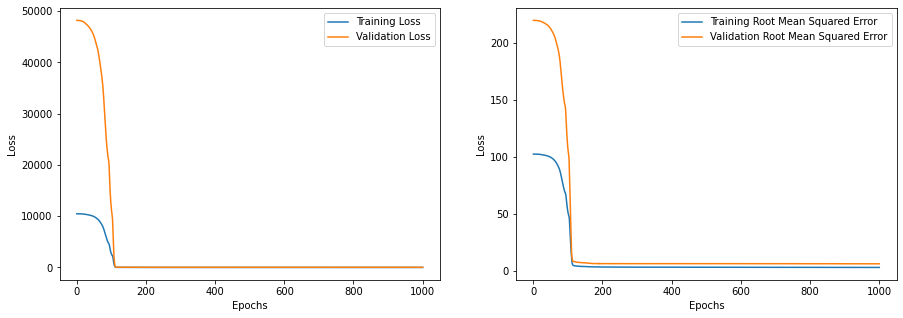 50000
40000
30000
20000
10000
0
Loss
0
200
400
600
800
1000
Epochs
Training Loss
Validation Loss
200
150
100
50
0
Loss
0
200
400
600
800
1000
Epochs
Training Root Mean Squared Error
Validation Root Mean Squared Error